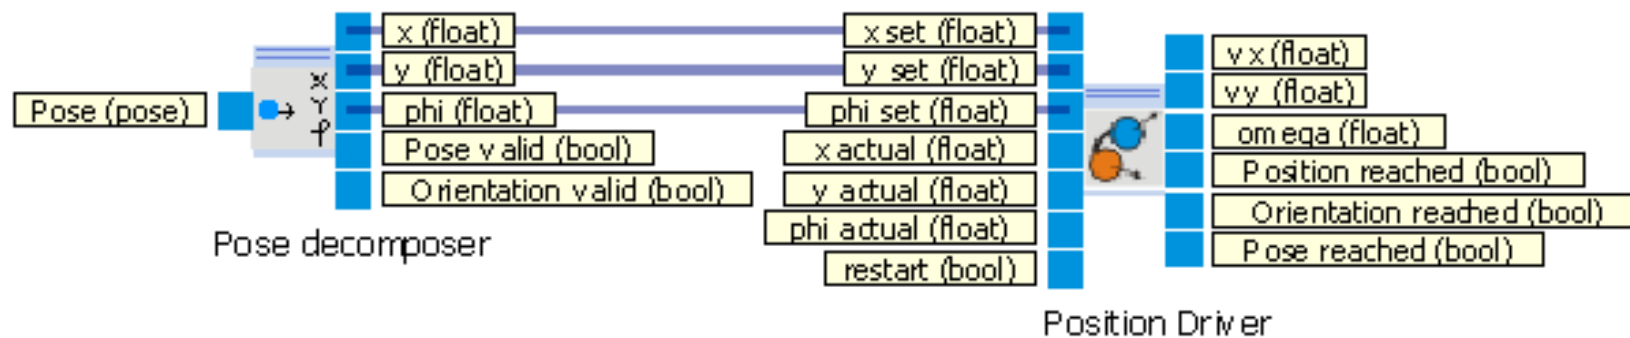 Pose (pose)
X
Y
φ
x (float)
y (float)
phi (float)
Pose valid (bool)
Orientation valid (bool)
Pose decomposer
x set (float)
y set (float)
phi set (float)
x actual (float)
y actual (float)
phi actual (float)
restart (bool)
Position Driver
vx (float)
vy (float)
omega (float)
Position reached (bool)
Orientation reached (bool)
Pose reached (bool)